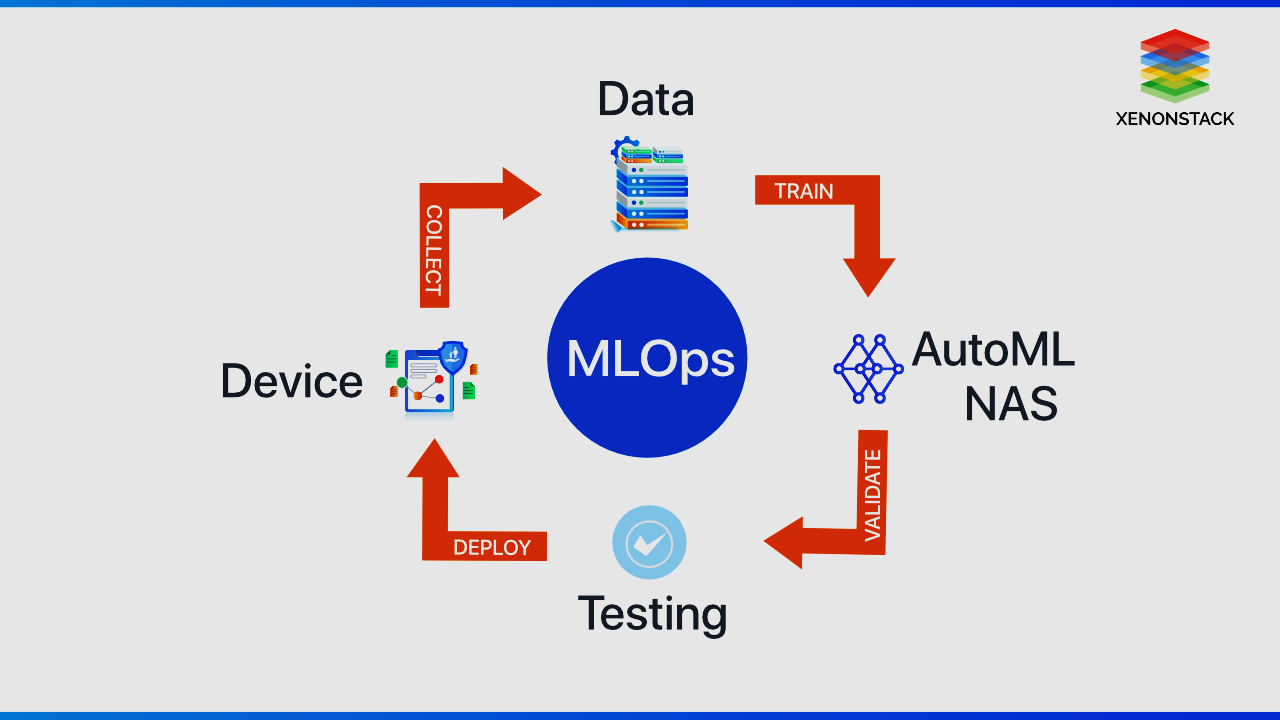 Data
XENONSTACK
TRAIN
COLLECT
MLOps
AutoML
NAS
Device
VALIDATE
DEPLOY
Testing